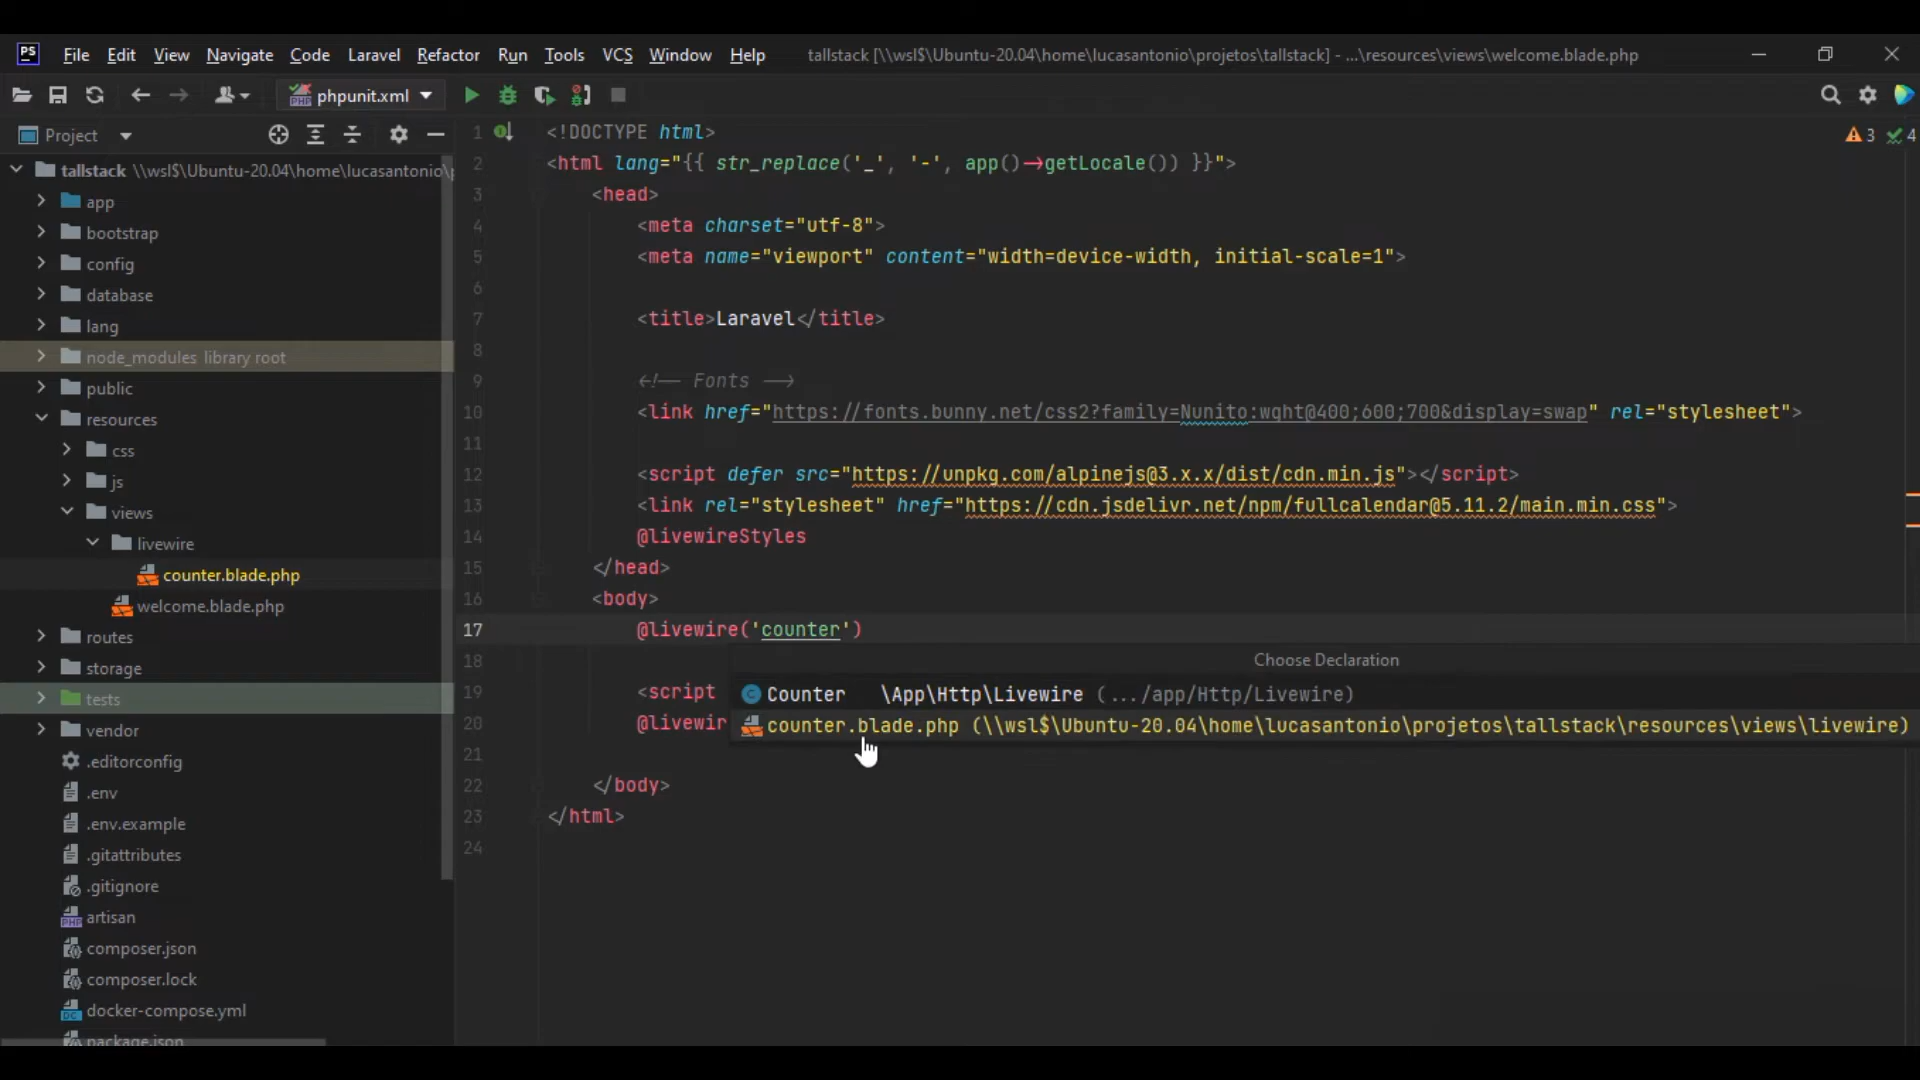 PS File Edit View Navigate Code Laravel Refactor Run Tools VCS Window Help tallstack [\\wsl$\Ubuntu-20.04\home\lucasantonio\projetos\tallstack] - ...\resources\views\welcome.blade.php
phpunit.xml
Project
tallstack \\wsl$\Ubuntu-20.04\home\lucasantonio\
app
bootstrap
config
database
lang
node_modules library root
public
resources
css
js
views
livewire
counter.blade.php
welcome.blade.php
routes
storage
tests
vendor
.editorconfig
.env
.env.example
.gitattributes
.gitignore
artisan
composer.json
composer.lock
docker-compose.yml
package.json
3 4
1 <!DOCTYPE html>
2 <html lang="{{ str_replace('_', '-', app()->getLocale()) }}">
3 <head>
4 <meta charset="utf-8">
5 <meta name="viewport" content="width=device-width, initial-scale=1">
6
7 <title>Laravel</title>
8
9 <!-- Fonts -->
10 <link href="https://fonts.bunny.net/css2?family=Nunito:wght@400;600;700&display=swap" rel="stylesheet">
11
12 <script defer src="https://unpkg.com/alpinejs@3.x.x/dist/cdn.min.js"></script>
13 <link rel="stylesheet" href="https://cdn.jsdelivr.net/npm/fullcalendar@5.11.2/main.min.css">
14 @livewireStyles
15 </head>
16 <body>
17 @livewire('counter')
18
19 <script
20 @livewir
21
22 </body>
23 </html>
24
Choose Declaration
Counter \App\Http\Livewire (.../app/Http/Livewire)
counter.blade.php (\\wsl$\Ubuntu-20.04\home\lucasantonio\projetos\tallstack\resources\views\livewire)